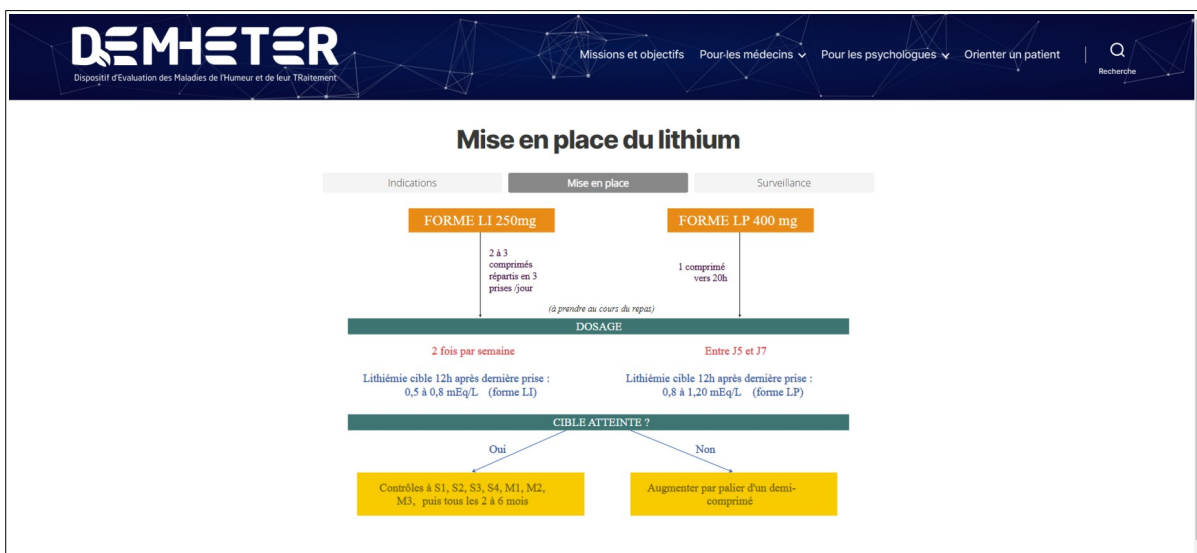 DEMHETER
Dispositif d'Evaluation des Maladies de l'Humeur et de leur TRaitement
Missions et objectifs
Pour les médecins
Pour les psychologues
Orienter un patient
Recherche
Mise en place du lithium
Indications
Mise en place
Surveillance
FORME LI 250mg
FORME LP 400 mg
2 à 3
comprimés
répartis en 3
prises /jour
1 comprimé
vers 20h
(à prendre au cours du repas)
DOSAGE
2 fois par semaine
Entre J5 et J7
Lithiémie cible 12h après dernière prise :
0,5 à 0,8 mEq/L (forme LI)
Lithiémie cible 12h après dernière prise :
0,8 à 1,20 mEq/L (forme LP)
CIBLE ATTEINTE ?
Oui
Non
Contrôles à S1, S2, S3, S4, M1, M2,
M3, puis tous les 2 à 6 mois
Augmenter par palier d'un demi-
comprimé